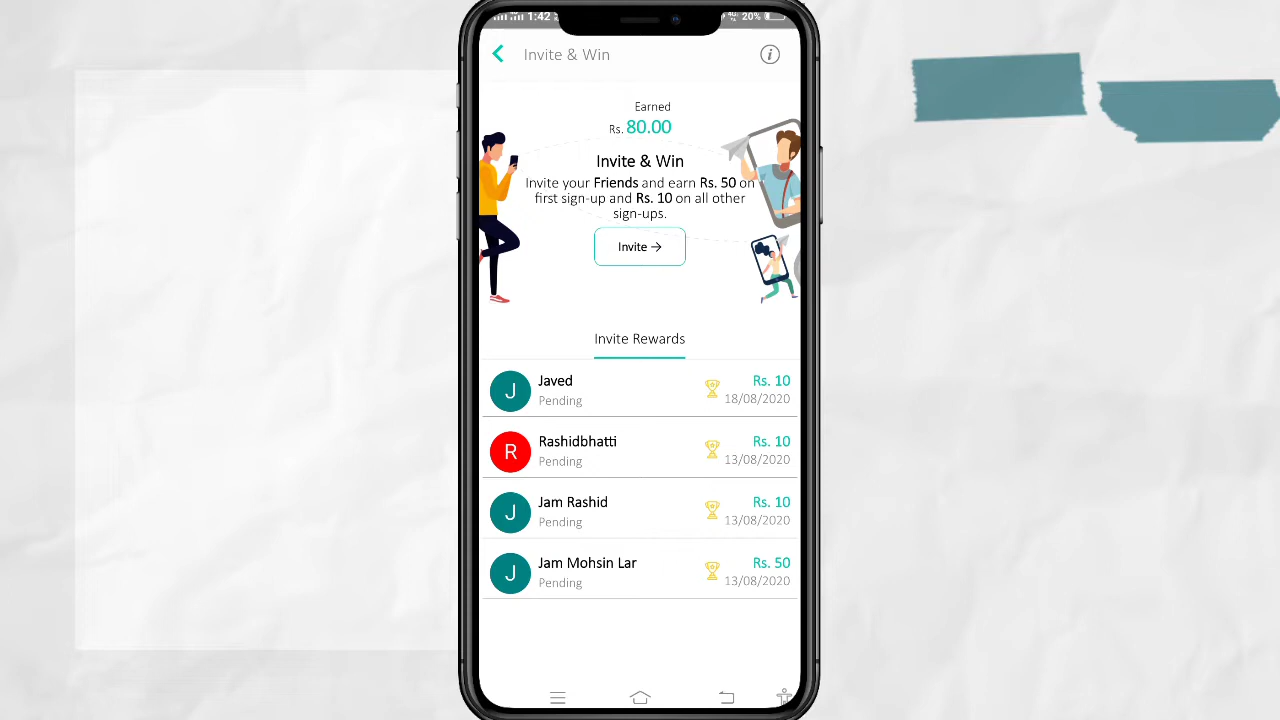 1:42 20%
Invite & Win
Earned
Rs. 80.00
Invite & Win
Invite your Friends and earn Rs. 50 on
first sign-up and Rs. 10 on all other
sign-ups.
Invite →
Invite Rewards
J Javed Rs. 10
Pending 18/08/2020
R Rashidbhatti Rs. 10
Pending 13/08/2020
J Jam Rashid Rs. 10
Pending 13/08/2020
J Jam Mohsin Lar Rs. 50
Pending 13/08/2020